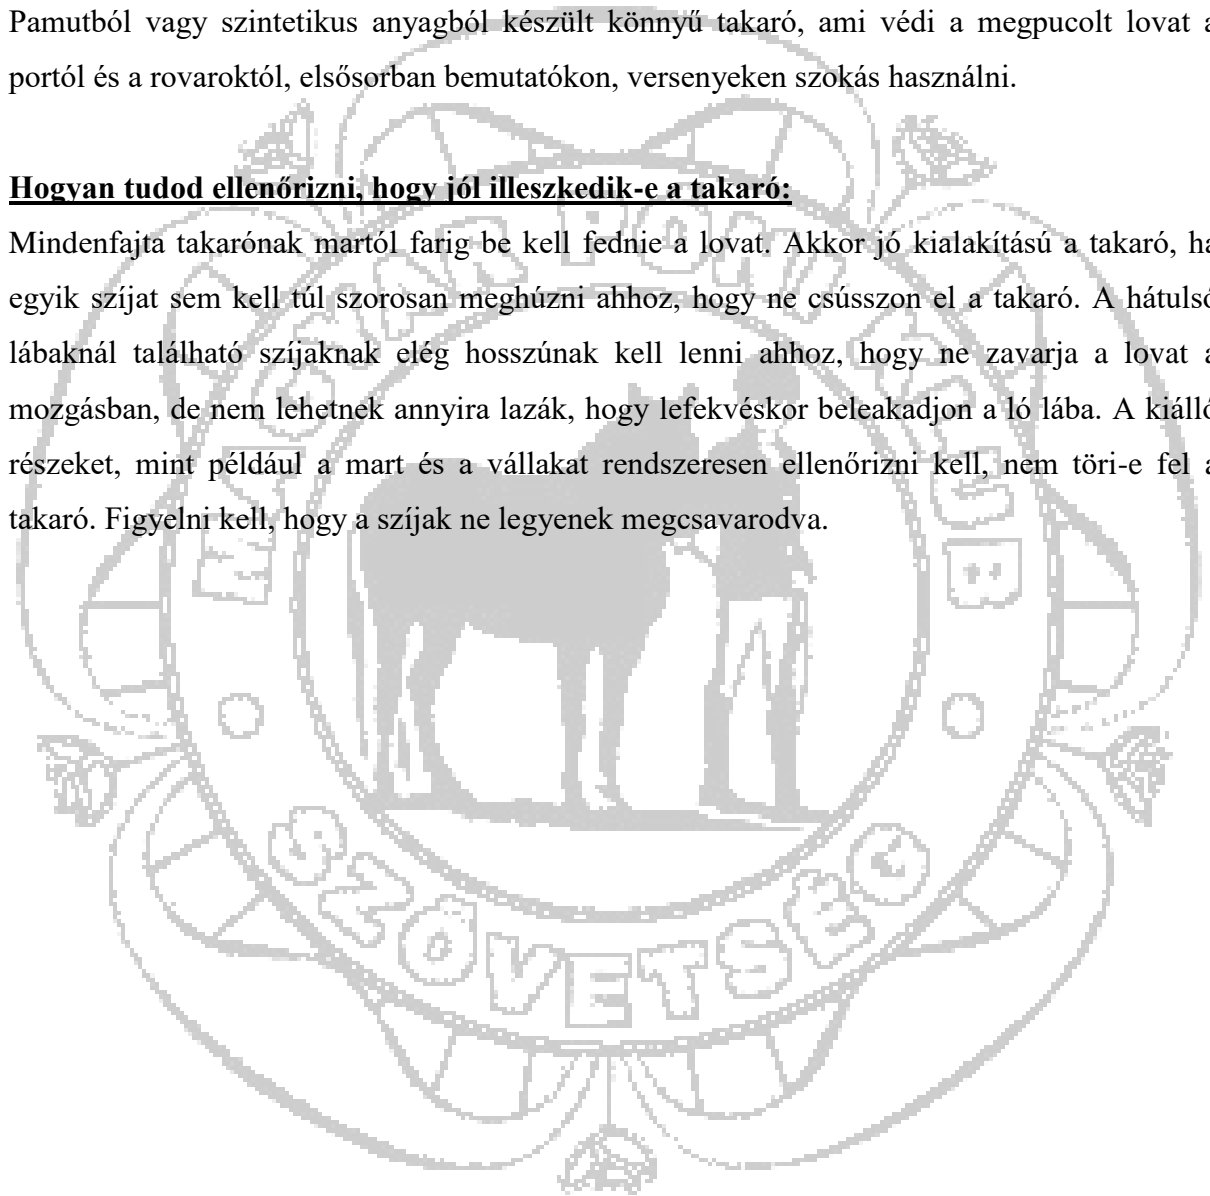 Pamutból vagy szintetikus anyagból készült könnyű takaró, ami védi a megpucolt lovat a
portól és a rovaroktól, elsősorban bemutatókon, versenyeken szokás használni.
Hogyan tudod ellenőrizni, hogy jól illeszkedik-e a takaró:
Mindenfajta takarónak martól farig be kell fednie a lovat. Akkor jó kialakítású a takaró, ha
egyik szíjat sem kell túl szorosan meghúzni ahhoz, hogy ne csússzon el a takaró. A hátulsó
lábaknál található szíjaknak elég hosszúnak kell lenni ahhoz, hogy ne zavarja a lovat a
mozgásban, de nem lehetnek annyira lazák, hogy lefekvéskor beleakadjon a ló lába. A kiálló
részeket, mint például a mart és a vállakat rendszeresen ellenőrizni kell, nem töri-e fel a
takaró. Figyelni kell, hogy a szíjak ne legyenek megcsavarodva.
MAGYAR PÓNI KLUB
SZÖVETSÉG